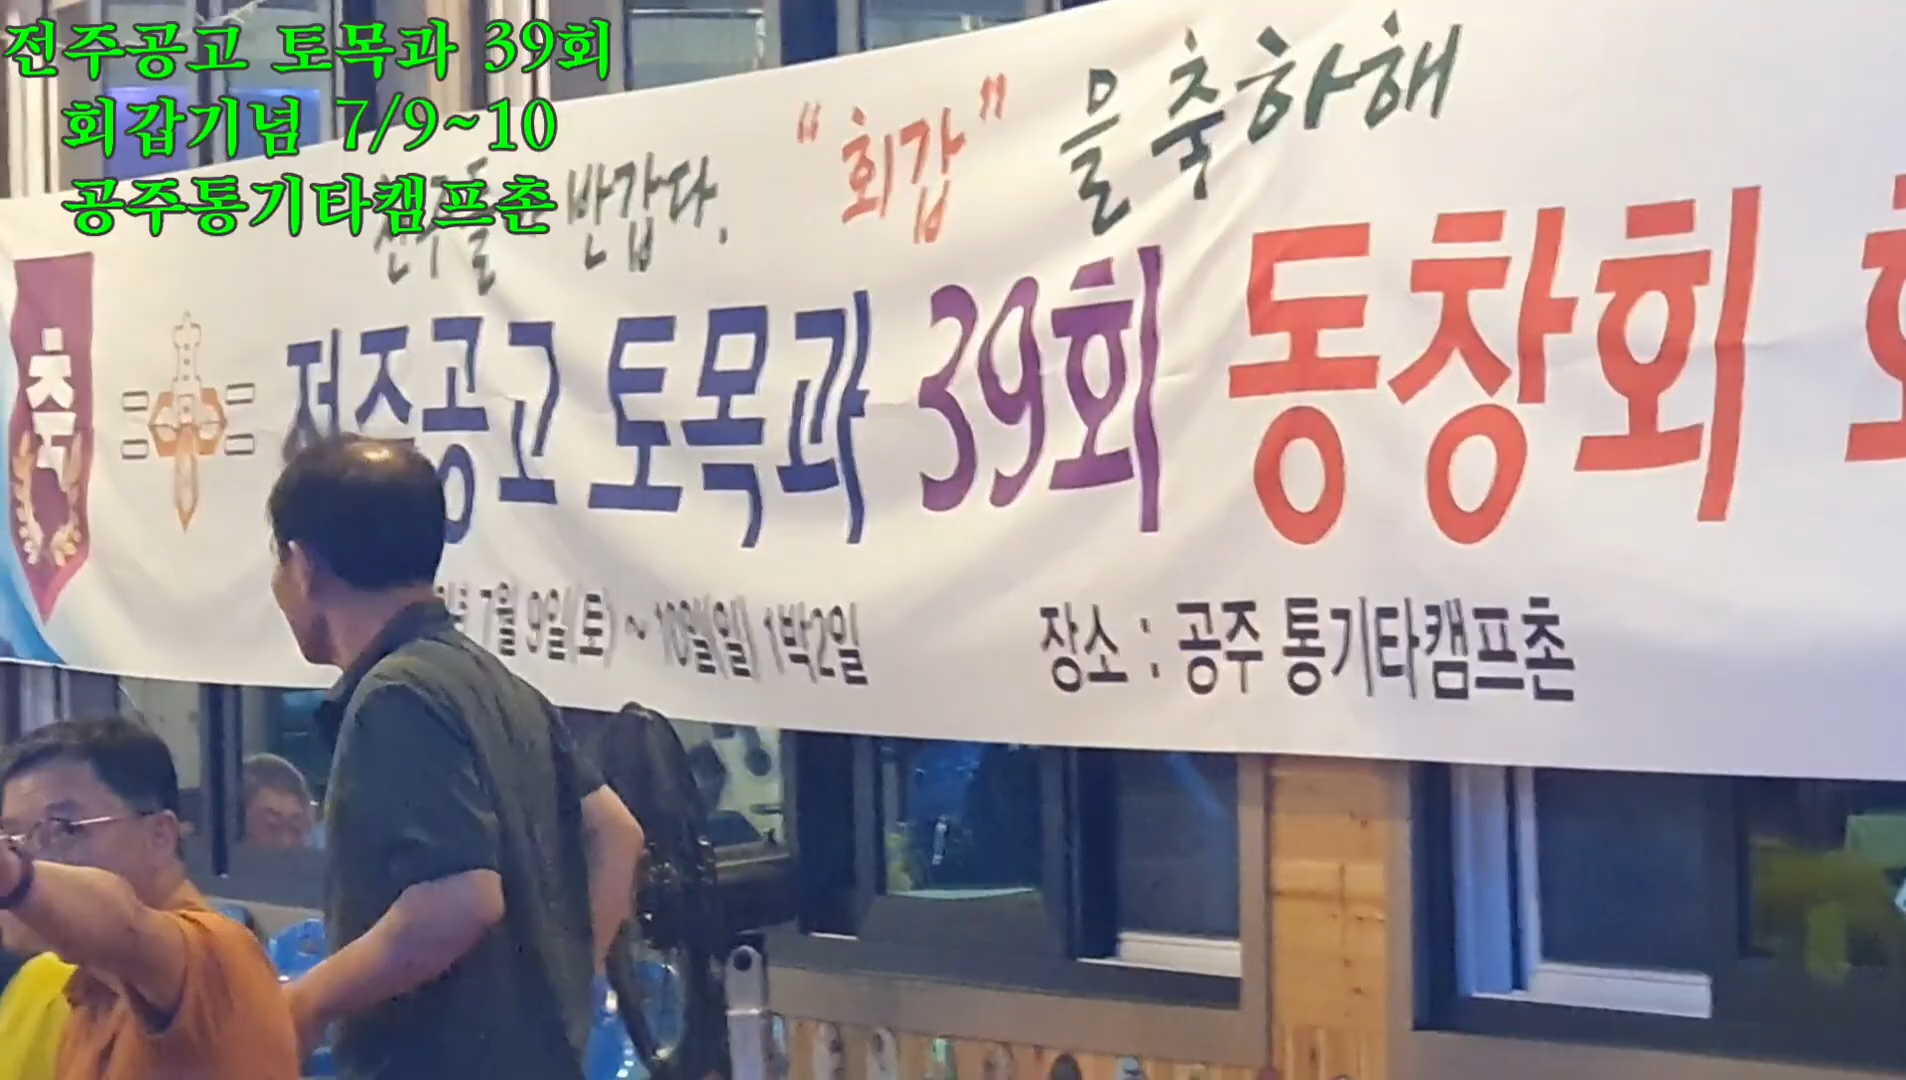 전주공고 토목과 39회
회갑기념 7/9~10
공주통기타캠프촌
반갑다. "회갑"을 축하해
축
전주공고 토목과 39회 동창회
7월 9일(토) ~ 10일(일) 1박2일
장소 : 공주 통기타캠프촌